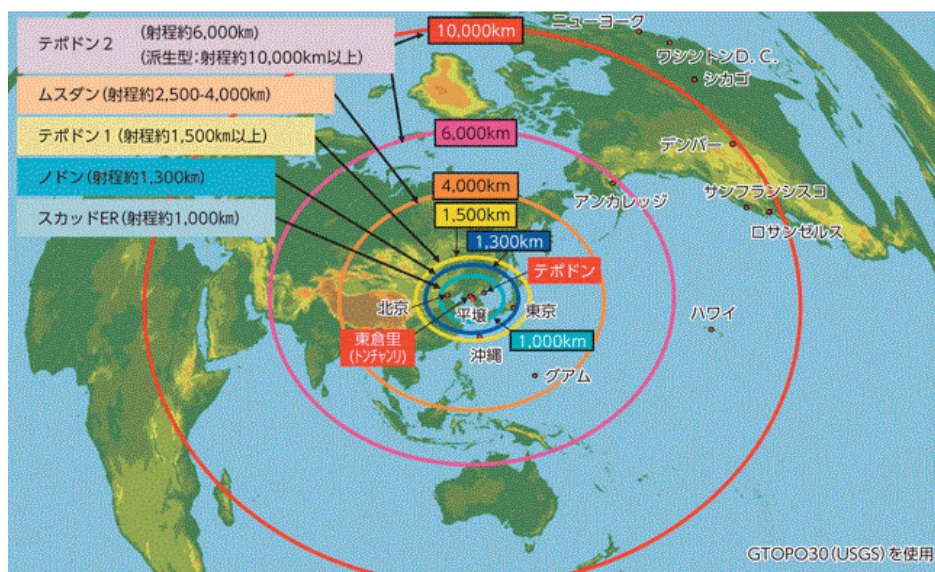 テポドン2 (射程約6,000㎞)
(派生型:射程約10,000㎞以上)
ムスダン(射程約2,500-4,000㎞)
テポドン1(射程約1,500㎞以上)
ノドン(射程約1,300㎞)
スカッドER(射程約1,000㎞)
10,000km
6,000km
4,000km
1,500km
1,300km
1,000km
ニューヨーク
ワシントンD.C.
シカゴ
デンバー
サンフランシスコ
ロサンゼルス
アンカレッジ
ハワイ
テポドン
北京
平壌
東京
東倉里
(トンチャンリ)
沖縄
グアム
GTOPO30(USGS)を使用